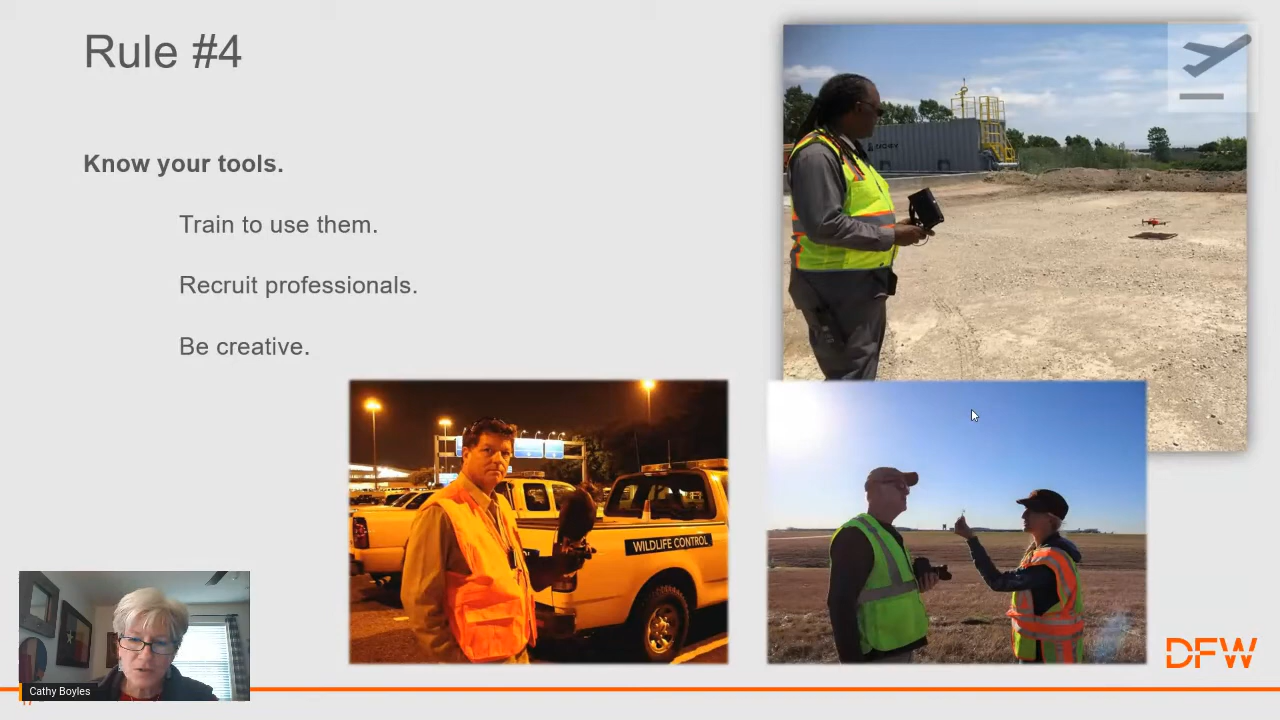 Rule #4
Know your tools.
Train to use them.
Recruit professionals.
Be creative.
WILDLIFE CONTROL
DFW
Cathy Boyles